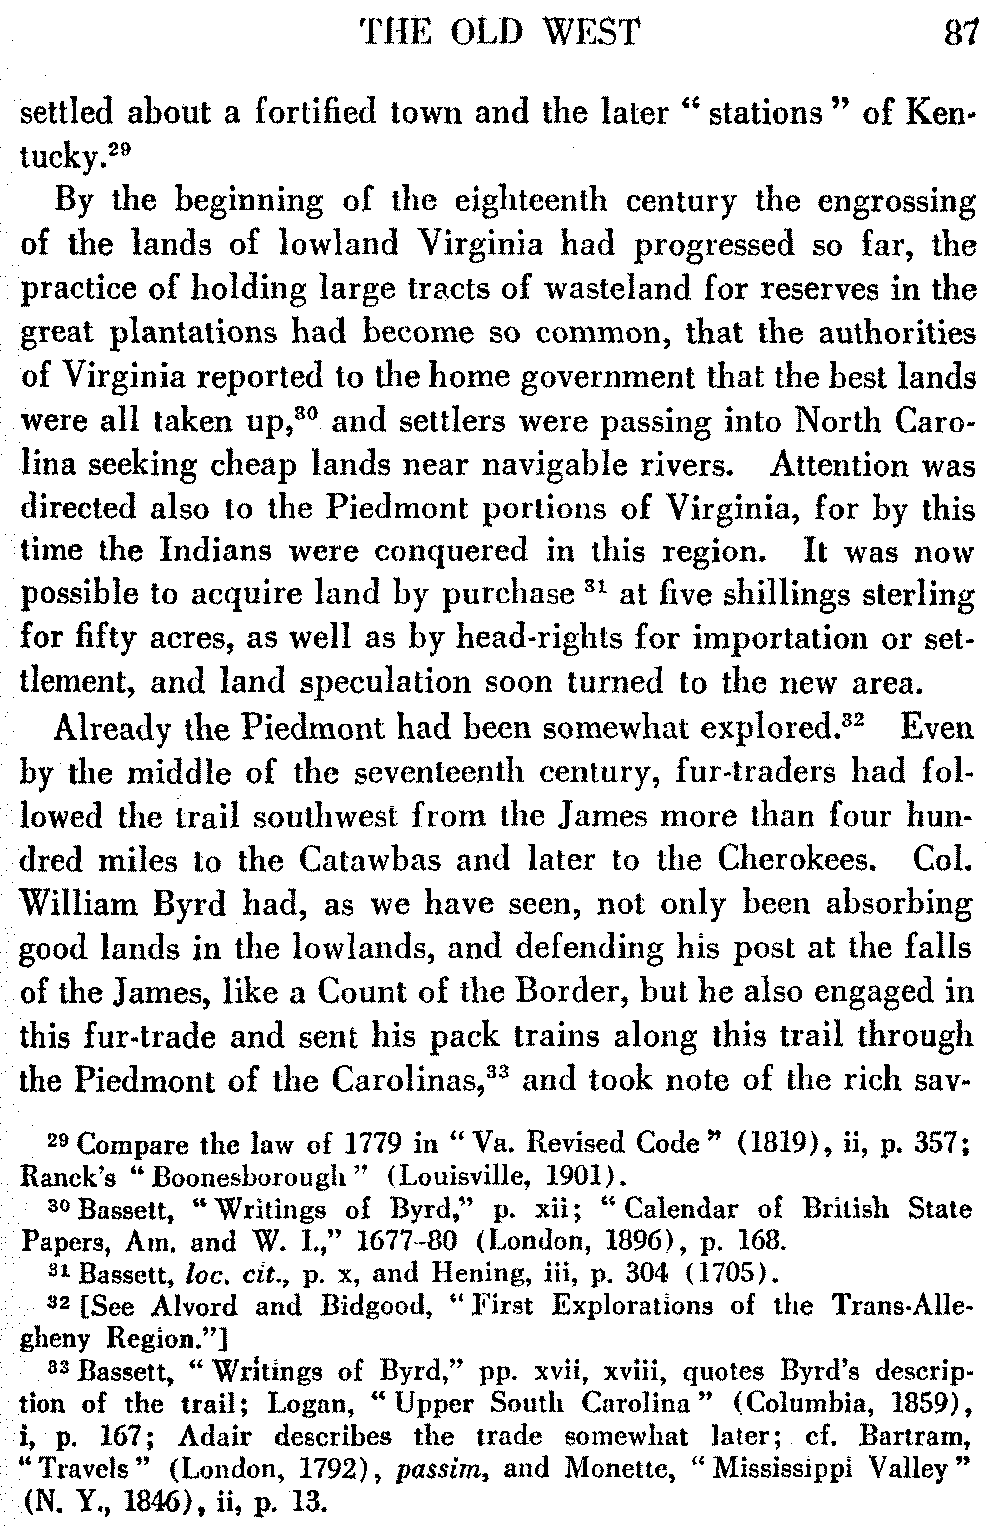 THE OLD WEST 87
settled about a fortified town and the later “ stations ” of Ken-
tucky.²⁹
By the beginning of the eighteenth century the engrossing
of the lands of lowland Virginia had progressed so far, the
practice of holding large tracts of wasteland for reserves in the
great plantations had become so common, that the authorities
of Virginia reported to the home government that the best lands
were all taken up,³⁰ and settlers were passing into North Caro-
lina seeking cheap lands near navigable rivers. Attention was
directed also to the Piedmont portions of Virginia, for by this
time the Indians were conquered in this region. It was now
possible to acquire land by purchase ³¹ at five shillings sterling
for fifty acres, as well as by head-rights for importation or set-
tlement, and land speculation soon turned to the new area.
Already the Piedmont had been somewhat explored.³² Even
by the middle of the seventeenth century, fur-traders had fol-
lowed the trail southwest from the James more than four hun-
dred miles to the Catawbas and later to the Cherokees. Col.
William Byrd had, as we have seen, not only been absorbing
good lands in the lowlands, and defending his post at the falls
of the James, like a Count of the Border, but he also engaged in
this fur-trade and sent his pack trains along this trail through
the Piedmont of the Carolinas,³³ and took note of the rich sav-
²⁹ Compare the law of 1779 in “ Va. Revised Code ” (1819), ii, p. 357;
Ranck's “ Boonesborough ” (Louisville, 1901).
³⁰ Bassett, “ Writings of Byrd,” p. xii; “ Calendar of British State
Papers, Am. and W. I.,” 1677–80 (London, 1896), p. 168.
³¹ Bassett, loc. cit., p. x, and Hening, iii, p. 304 (1705).
³² [See Alvord and Bidgood, “ First Explorations of the Trans-Alle-
gheny Region.”]
³³ Bassett, “ Writings of Byrd,” pp. xvii, xviii, quotes Byrd's descrip-
tion of the trail; Logan, “ Upper South Carolina ” (Columbia, 1859),
i, p. 167; Adair describes the trade somewhat later; cf. Bartram,
“ Travels ” (London, 1792), passim, and Monette, “ Mississippi Valley ”
(N. Y., 1846), ii, p. 13.